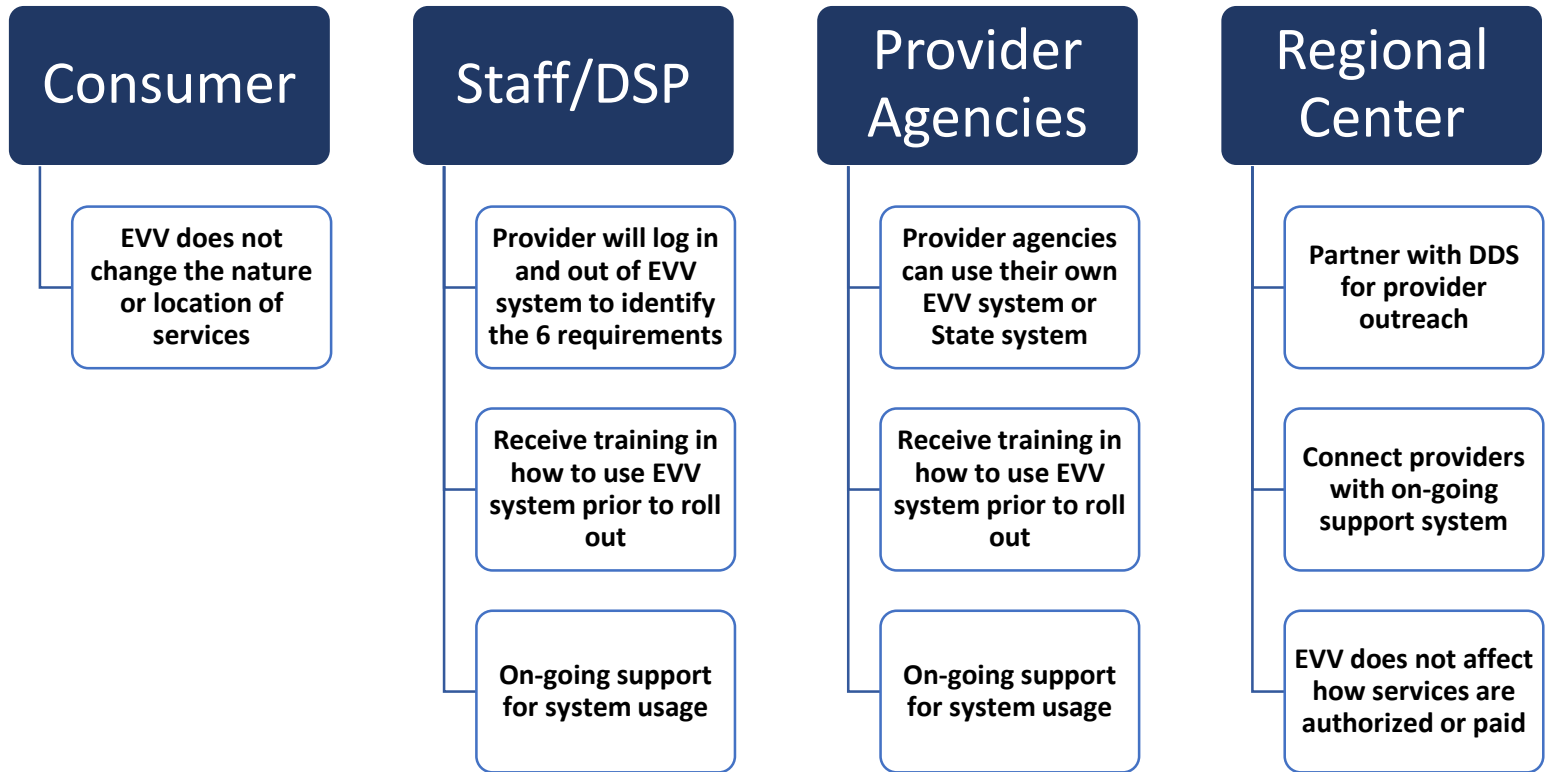 Consumer
EVV does not
change the nature
or location of
services
Staff/DSP
Provider will log in
and out of EVV
system to identify
the 6 requirements
Receive training in
how to use EVV
system prior to roll
out
On-going support
for system usage
Provider
Agencies
Provider agencies
can use their own
EVV system or
State system
Receive training in
how to use EVV
system prior to roll
out
On-going support
for system usage
Regional
Center
Partner with DDS
for provider
outreach
Connect providers
with on-going
support system
EVV does not affect
how services are
authorized or paid